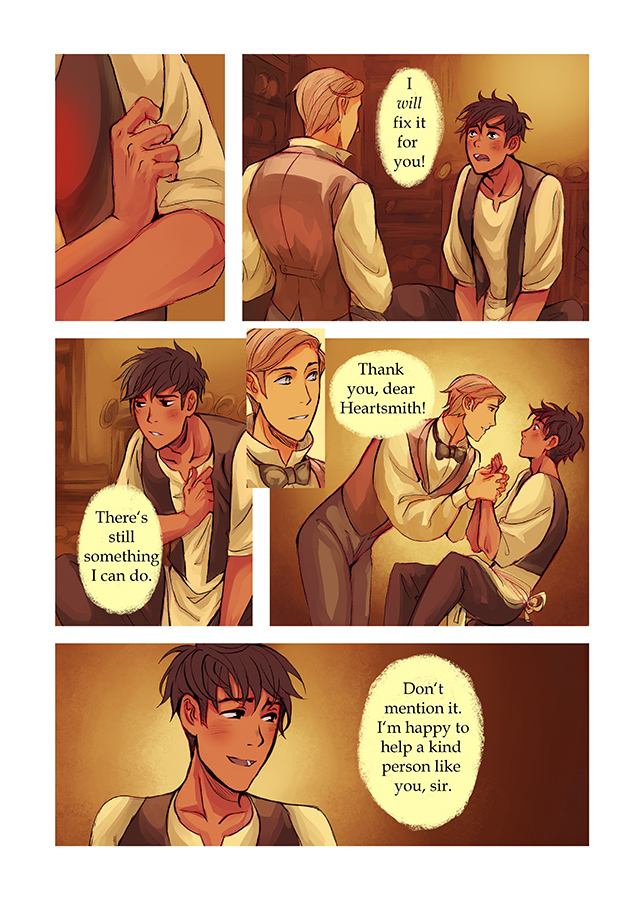 I
will
fix it
for
you!
There's
still
something
I can do.
Thank
you, dear
Heartsmith!
Don't
mention it.
I'm happy to
help a kind
person like
you, sir.